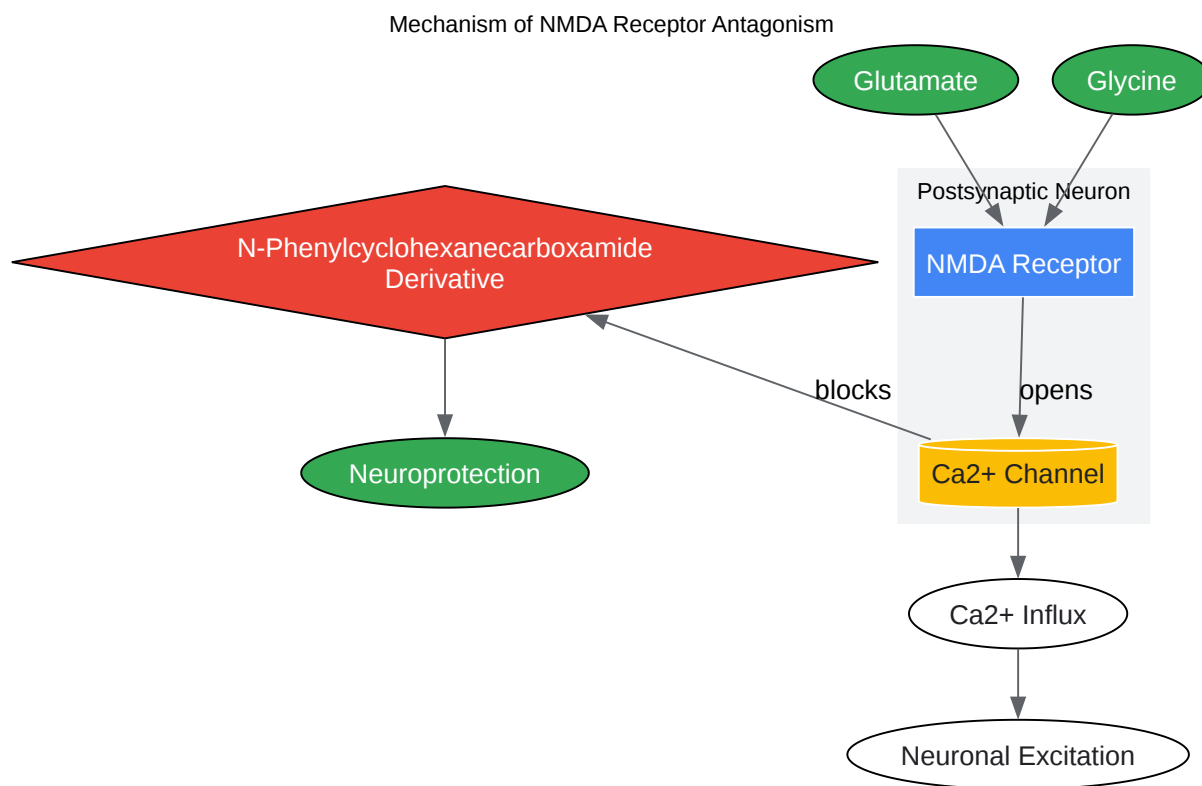 Mechanism of NMDA Receptor Antagonism
Glutamate
Glycine
Postsynaptic Neuron
N-Phenylcyclohexanecarboxamide
Derivative
NMDA Receptor
blocks
opens
Neuroprotection
Ca2+ Channel
Ca2+ Influx
Neuronal Excitation